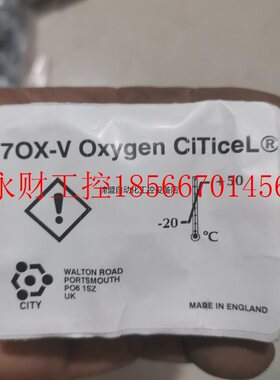 7OX-V Oxygen CiTiceL®
永财工控18566701456
+50
-20
°C
CITY
WALTON ROAD
PORTSMOUTH
PO6 1SZ
UK
MADE IN ENGLAND